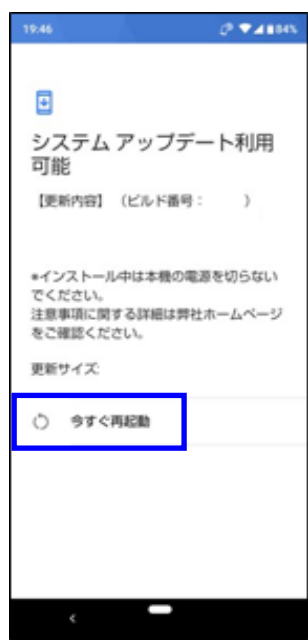 19:46
84%
システム アップデート利用
可能
【更新内容】（ビルド番号：　　）
*インストール中は本機の電源を切らない
でください。
注意事項に関する詳細は弊社ホームページ
をご確認ください。
更新サイズ:
今すぐ再起動